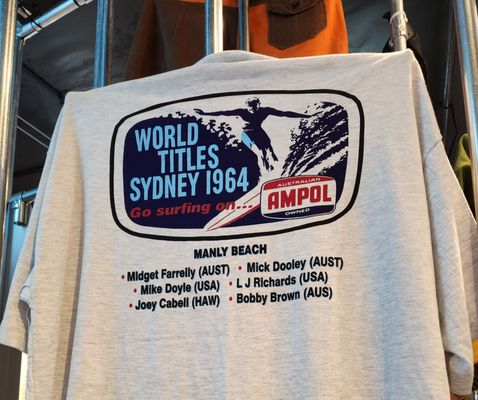 WORLD
TITLES
SYDNEY 1964
Go surfing on...
AUSTRALIAN
AMPOL
OWNED
MANLY BEACH
• Midget Farrelly (AUST) • Mick Dooley (AUST)
• Mike Doyle (USA) • L J Richards (USA)
• Joey Cabell (HAW) • Bobby Brown (AUS)